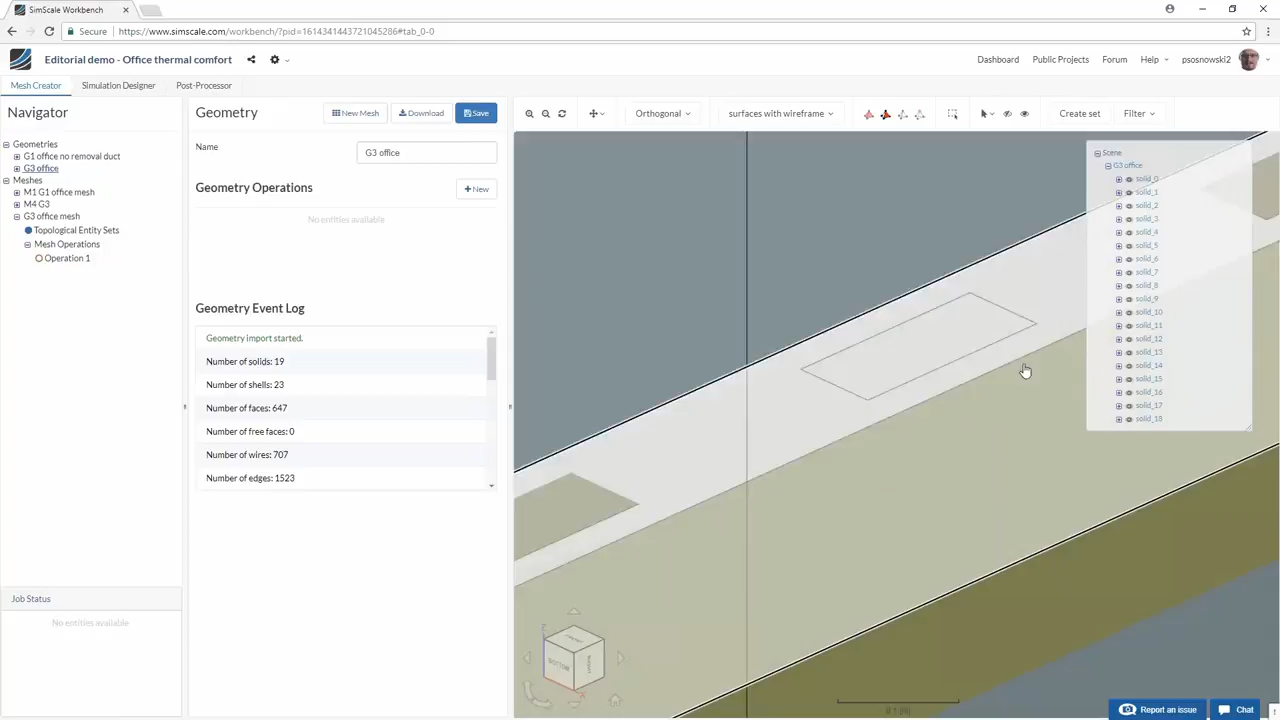 SimScale Workbench
Secure
https://www.simscale.com/workbench/?pid=1614341443721045286#tab_0-0
Editorial demo - Office thermal comfort
Dashboard
Public Projects
Forum
Help
psosnowski2
Mesh Creator
Simulation Designer
Post-Processor
Navigator
Geometries
G1 office no removal duct
G3 office
Meshes
M1 G1 office mesh
M4 G3
G3 office mesh
Topological Entity Sets
Mesh Operations
Operation 1
Job Status
No entities available
Geometry
New Mesh
Download
Save
Name
G3 office
Geometry Operations
New
No entities available
Geometry Event Log
Geometry import started.
Number of solids: 19
Number of shells: 23
Number of faces: 647
Number of free faces: 0
Number of wires: 707
Number of edges: 1523
Orthogonal
surfaces with wireframe
Create set
Filter
Scene
G3 office
solid_0
solid_1
solid_2
solid_3
solid_4
solid_5
solid_6
solid_7
solid_8
solid_9
solid_10
solid_11
solid_12
solid_13
solid_14
solid_15
solid_16
solid_17
solid_18
BOTTOM
Report an issue
Chat